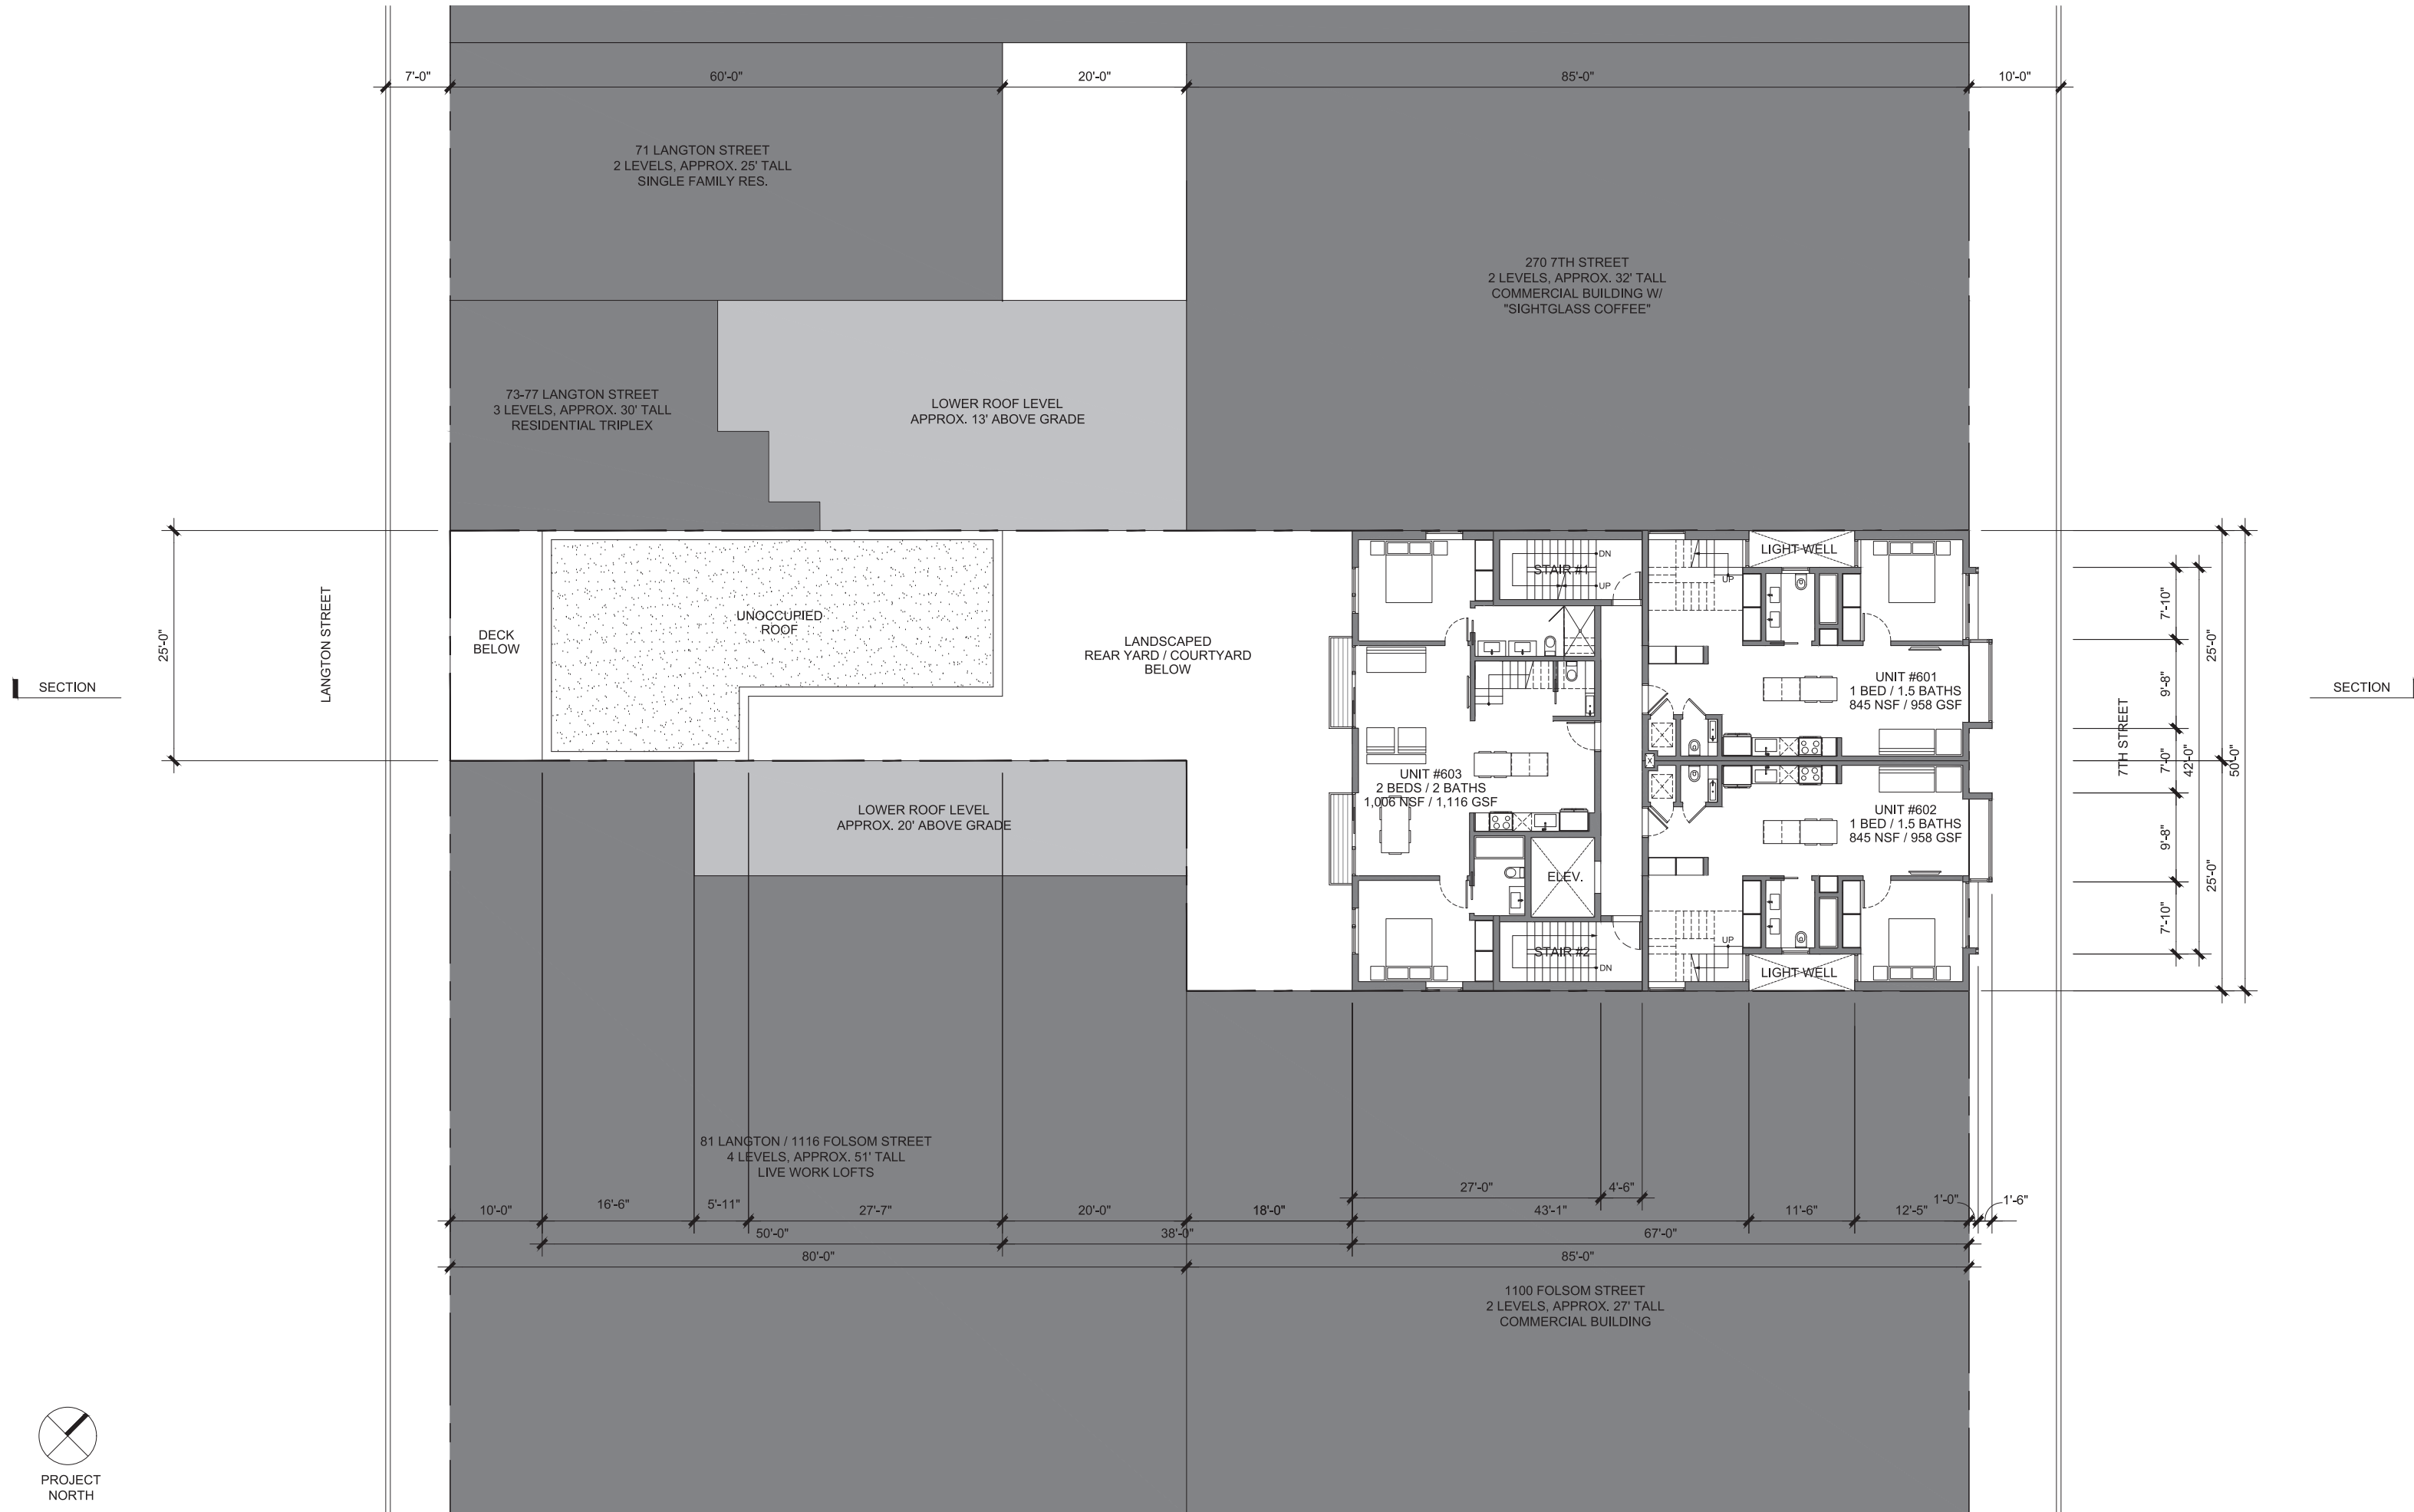 7'-0"
60'-0"
20'-0"
85'-0"
10'-0"
71 LANGTON STREET
2 LEVELS, APPROX. 25' TALL
SINGLE FAMILY RES.
270 7TH STREET
2 LEVELS, APPROX. 32' TALL
COMMERCIAL BUILDING W/
"SIGHTGLASS COFFEE"
73-77 LANGTON STREET
3 LEVELS, APPROX. 30' TALL
RESIDENTIAL TRIPLEX
LOWER ROOF LEVEL
APPROX. 13' ABOVE GRADE
SECTION
25'-0"
LANGTON STREET
DECK
BELOW
UNOCCUPIED
ROOF
LANDSCAPED
REAR YARD / COURTYARD
BELOW
STAIR #1
DN
UP
UP
LIGHT WELL
UNIT #601
1 BED / 1.5 BATHS
845 NSF / 958 GSF
UNIT #603
2 BEDS / 2 BATHS
1,006 NSF / 1,116 GSF
X
UNIT #602
1 BED / 1.5 BATHS
845 NSF / 958 GSF
ELEV.
STAIR #2
DN
UP
LIGHT WELL
7TH STREET
7'-10"
9'-8"
7'-0"
9'-8"
7'-10"
42'-0"
25'-0"
25'-0"
50'-0"
SECTION
LOWER ROOF LEVEL
APPROX. 20' ABOVE GRADE
81 LANGTON / 1116 FOLSOM STREET
4 LEVELS, APPROX. 51' TALL
LIVE WORK LOFTS
27'-0"
4'-6"
10'-0"
16'-6"
5'-11"
27'-7"
20'-0"
18'-0"
43'-1"
11'-6"
12'-5"
1'-0"
1'-6"
50'-0"
38'-0"
67'-0"
80'-0"
85'-0"
1100 FOLSOM STREET
2 LEVELS, APPROX. 27' TALL
COMMERCIAL BUILDING
PROJECT
NORTH